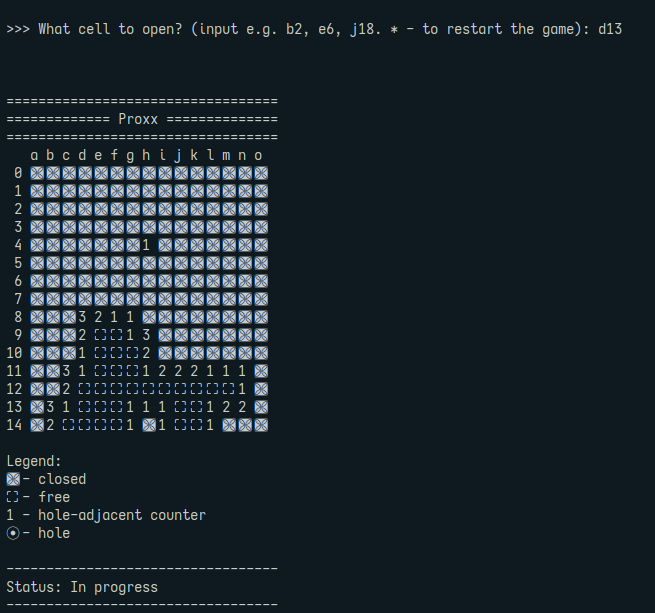 >>> What cell to open? (input e.g. b2, e6, j18. * - to restart the game): d13
==================================
============= Proxx ==============
==================================
a b c d e f g h i j k l m n o
0 ▩▩▩▩▩▩▩▩▩▩▩▩▩▩▩
1 ▩▩▩▩▩▩▩▩▩▩▩▩▩▩▩
2 ▩▩▩▩▩▩▩▩▩▩▩▩▩▩▩
3 ▩▩▩▩▩▩▩▩▩▩▩▩▩▩▩
4 ▩▩▩▩▩▩▩1 ▩▩▩▩▩▩▩
5 ▩▩▩▩▩▩▩▩▩▩▩▩▩▩▩
6 ▩▩▩▩▩▩▩▩▩▩▩▩▩▩▩
7 ▩▩▩▩▩▩▩▩▩▩▩▩▩▩▩
8 ▩▩▩3 2 1 1 ▩▩▩▩▩▩▩▩
9 ▩▩▩2 ⛶⛶1 3 ▩▩▩▩▩▩▩
10 ▩▩▩1 ⛶⛶⛶2 ▩▩▩▩▩▩▩
11 ▩▩3 1 ⛶⛶⛶1 2 2 2 1 1 1 ▩
12 ▩▩2 ⛶⛶⛶⛶⛶⛶⛶⛶⛶⛶1 ▩
13 ▩3 1 ⛶⛶⛶1 1 1 ⛶⛶1 2 2 ▩
14 ▩2 ⛶⛶⛶⛶1 ▩1 ⛶⛶1 ▩▩▩
Legend:
▩- closed
⛶- free
1 - hole-adjacent counter
☉- hole
----------------------------------
Status: In progress
----------------------------------